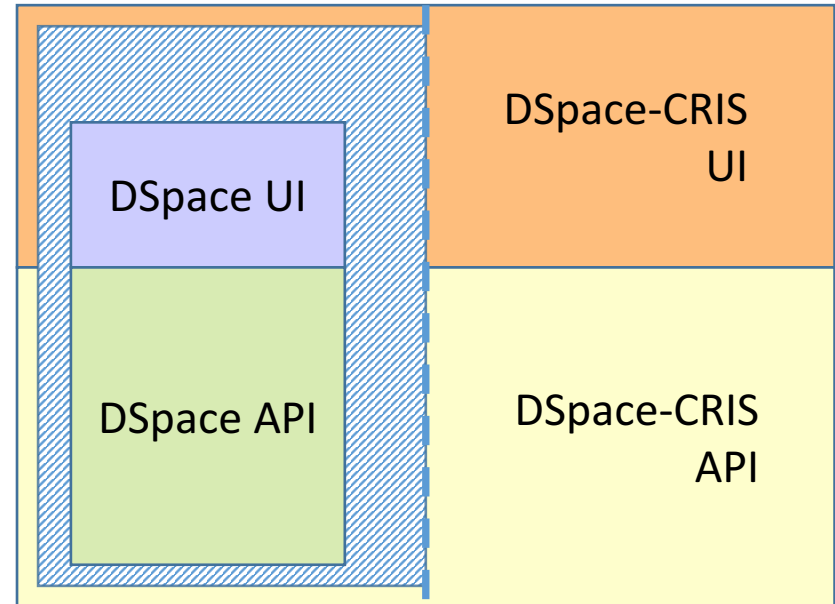 DSpace-CRIS
UI
DSpace UI
DSpace API
DSpace-CRIS
API